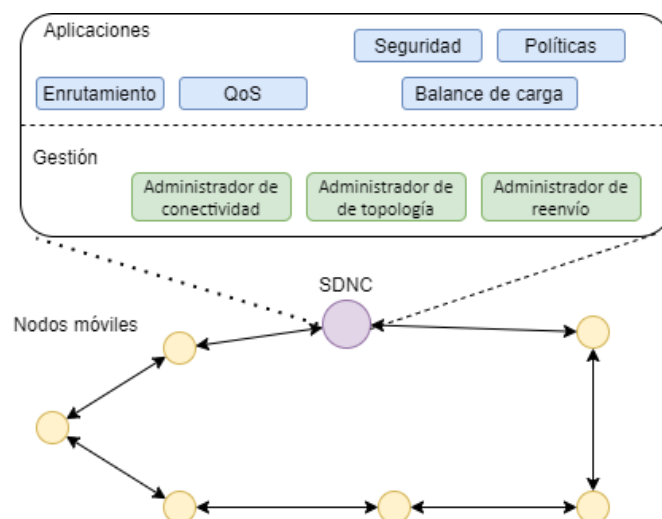 Aplicaciones
Seguridad
Políticas
Enrutamiento
QoS
Balance de carga
Gestión
Administrador de
conectividad
Administrador de
de topología
Administrador de
reenvío
SDNC
Nodos móviles